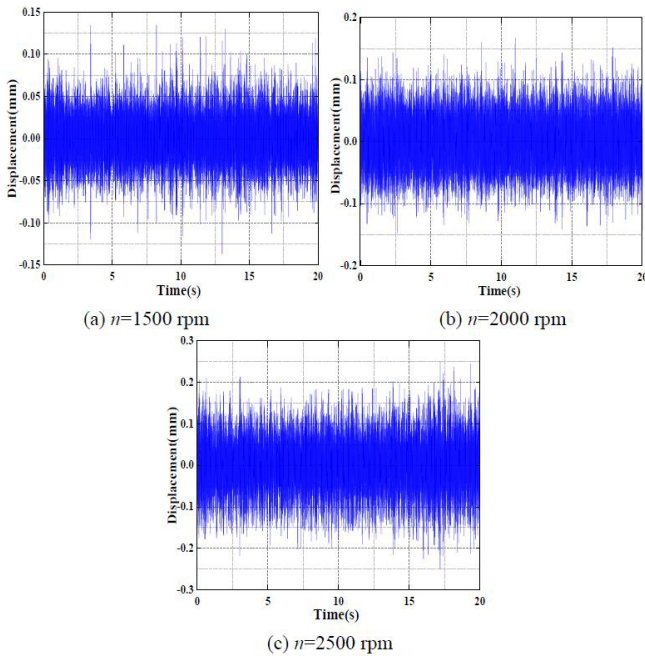 0.15
0.10
0.05
0.00
-0.05
-0.10
-0.15
Displacement(mm)
0 5 10 15 20
Time(s)
(a) n=1500 rpm
0.2
0.1
0.0
-0.1
-0.2
Displacement(mm)
0 5 10 15 20
Time(s)
(b) n=2000 rpm
0.3
0.2
0.1
0.0
-0.1
-0.2
-0.3
Displacement(mm)
0 5 10 15 20
Time(s)
(c) n=2500 rpm